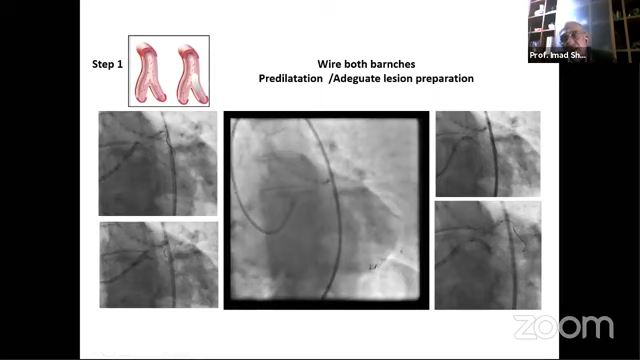 Prof. Imad Sh...
Step 1
Wire both barnches
Predilatation /Adeguate lesion preparation
zoom